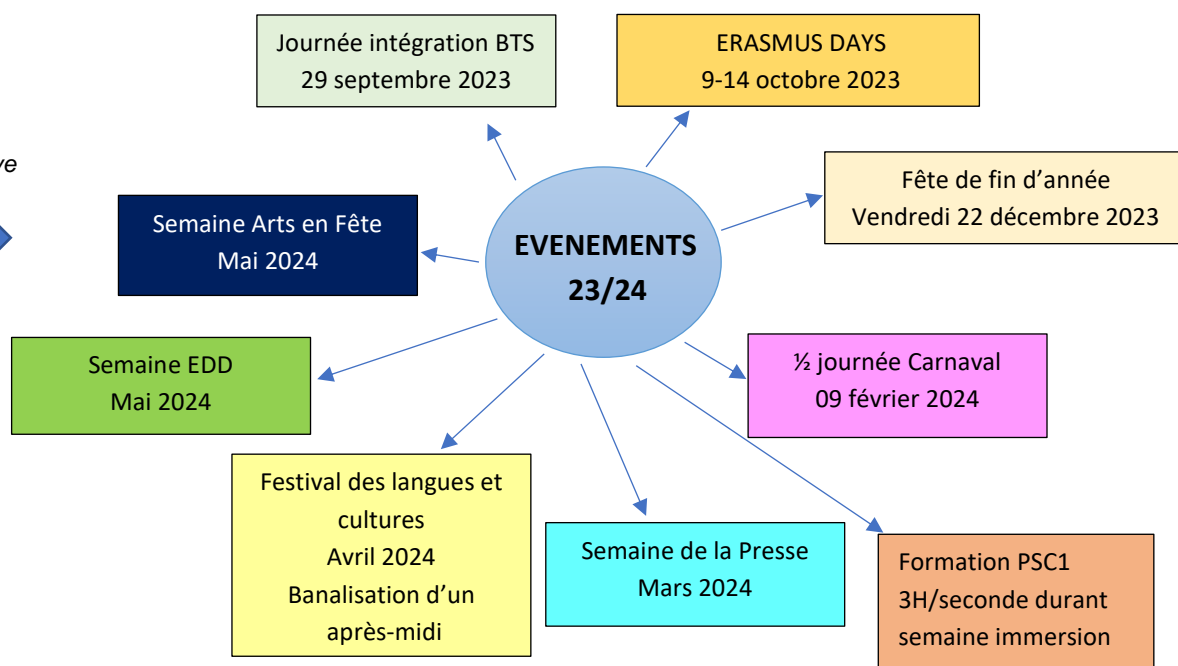 Journée intégration BTS
29 septembre 2023
ERASMUS DAYS
9-14 octobre 2023
Fête de fin d’année
Vendredi 22 décembre 2023
Semaine Arts en Fête
Mai 2024
EVENEMENTS
23/24
Semaine EDD
Mai 2024
½ journée Carnaval
09 février 2024
Festival des langues et
cultures
Avril 2024
Banalisation d’un
après-midi
Semaine de la Presse
Mars 2024
Formation PSC1
3H/seconde durant
semaine immersion